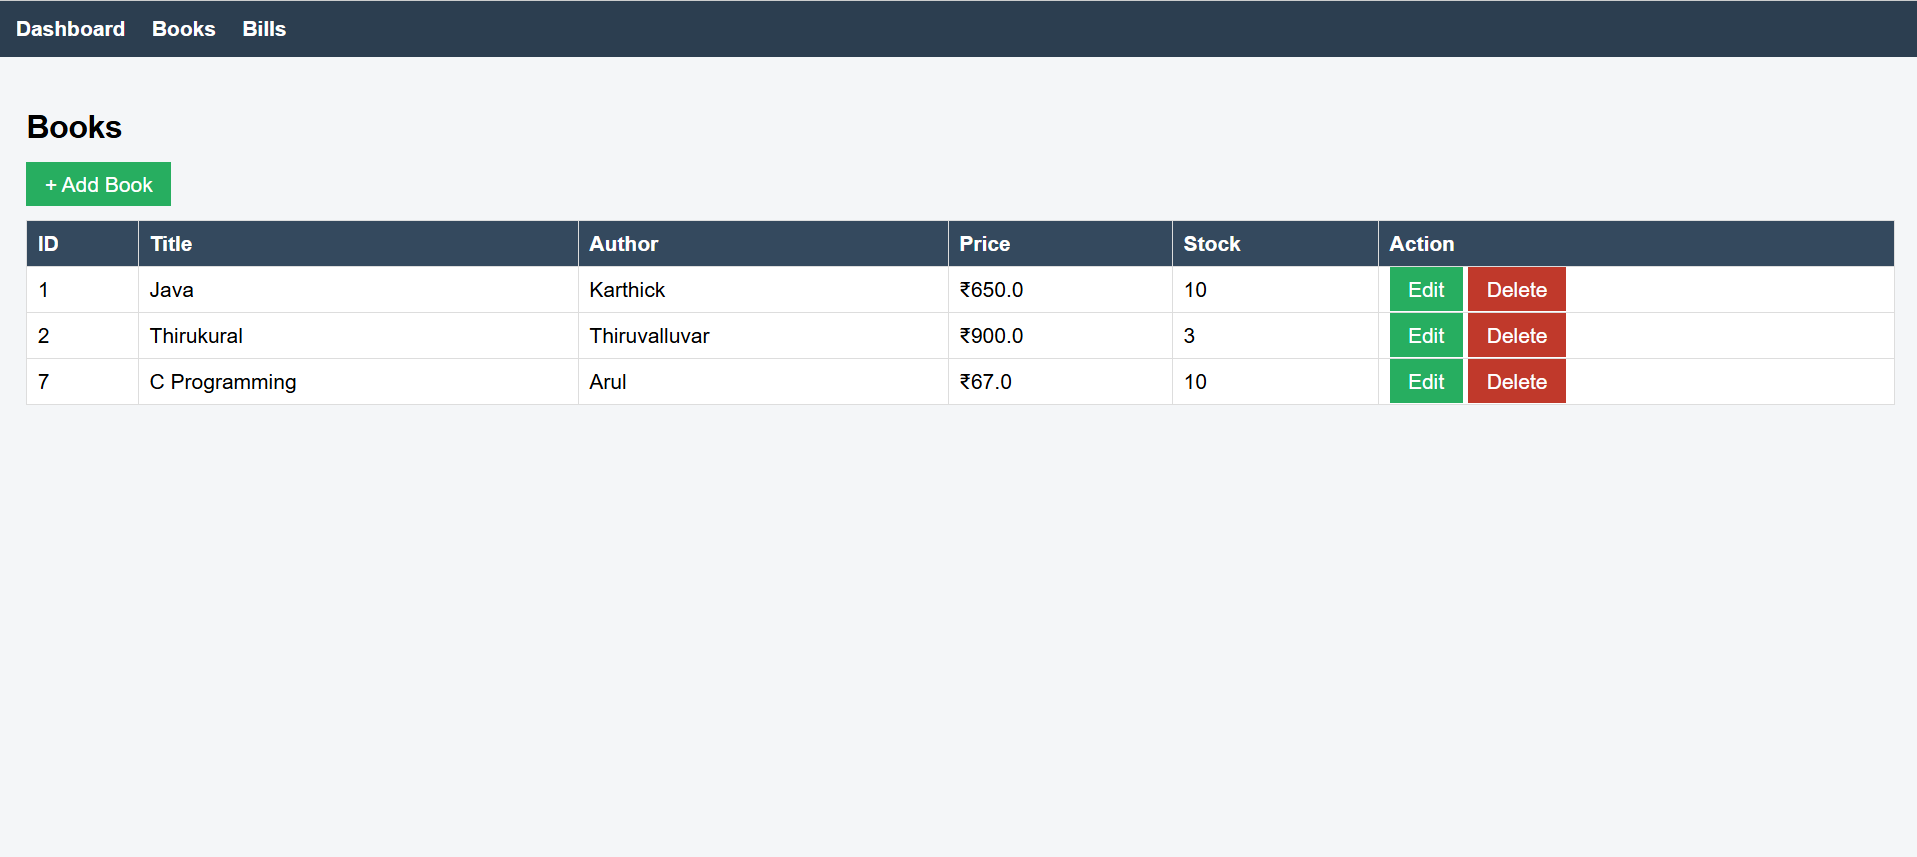 Dashboard Books Bills
Books
+ Add Book
ID Title Author Price Stock Action
1 Java Karthick ₹650.0 10 Edit Delete
2 Thirukural Thiruvalluvar ₹900.0 3 Edit Delete
7 C Programming Arul ₹67.0 10 Edit Delete